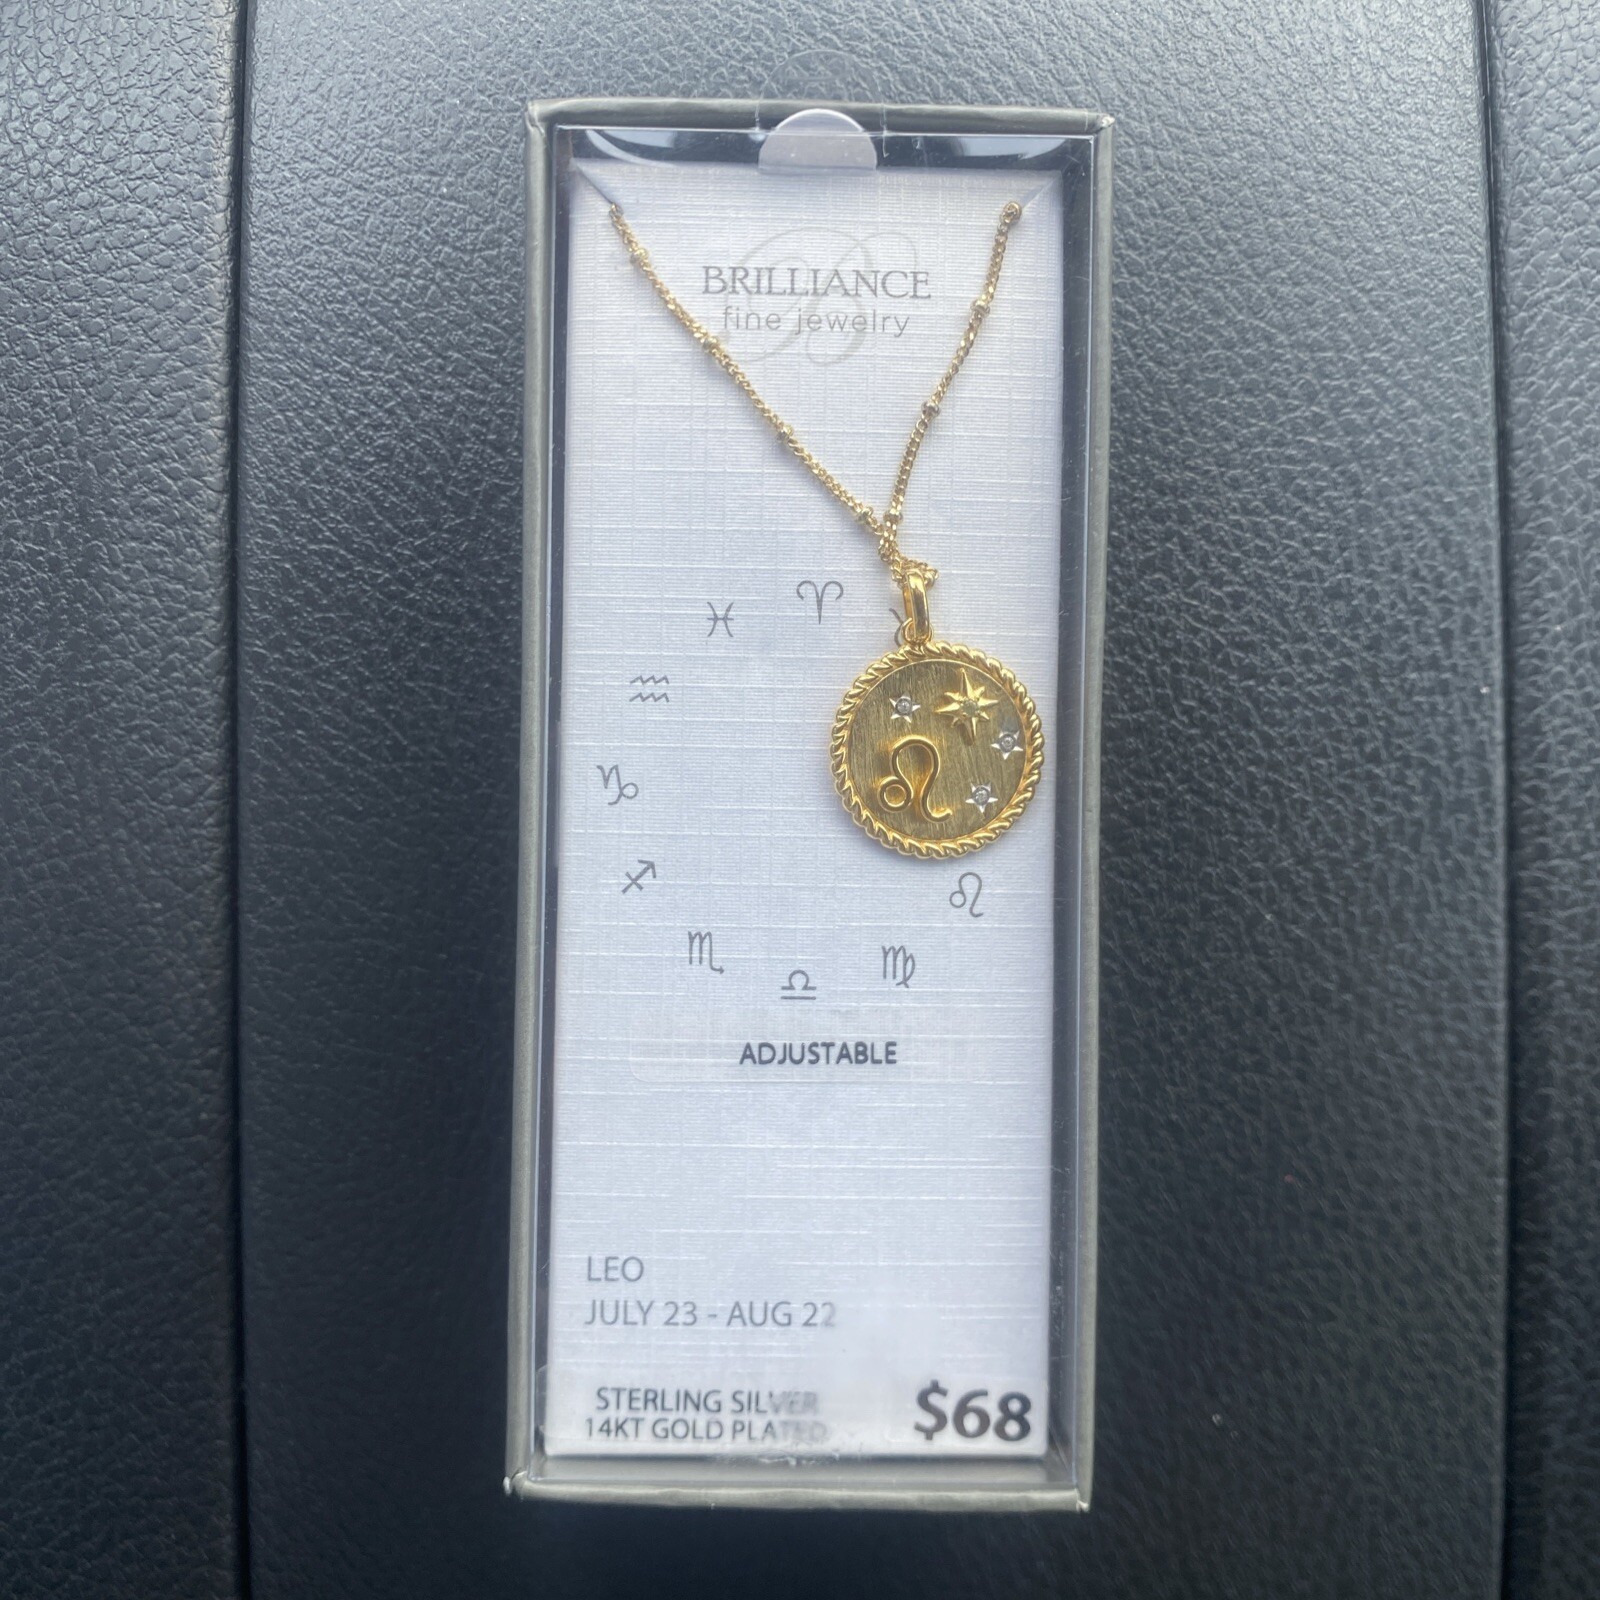 BRILLIANCE
fine jewelry
♓ ♈
♒
♑
♐ ♌
♏ ♎ ♍
ADJUSTABLE
LEO
JULY 23 - AUG 22
STERLING SILVER
14KT GOLD PLATED
$68